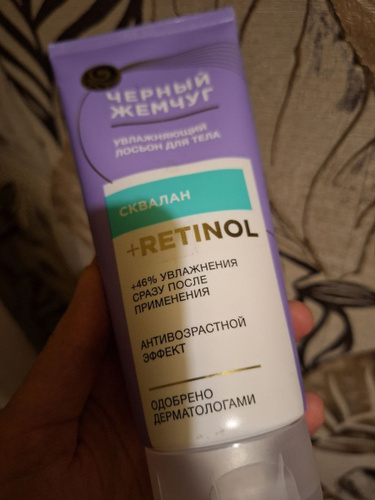 ЧЕРНЫЙ
ЖЕМЧУГ
УВЛАЖНЯЮЩИЙ
ЛОСЬОН ДЛЯ ТЕЛА
СКВАЛАН
+RETINOL
+46% УВЛАЖНЕНИЯ
СРАЗУ ПОСЛЕ
ПРИМЕНЕНИЯ
АНТИВОЗРАСТНОЙ
ЭФФЕКТ
ОДОБРЕНО
ДЕРМАТОЛОГАМИ